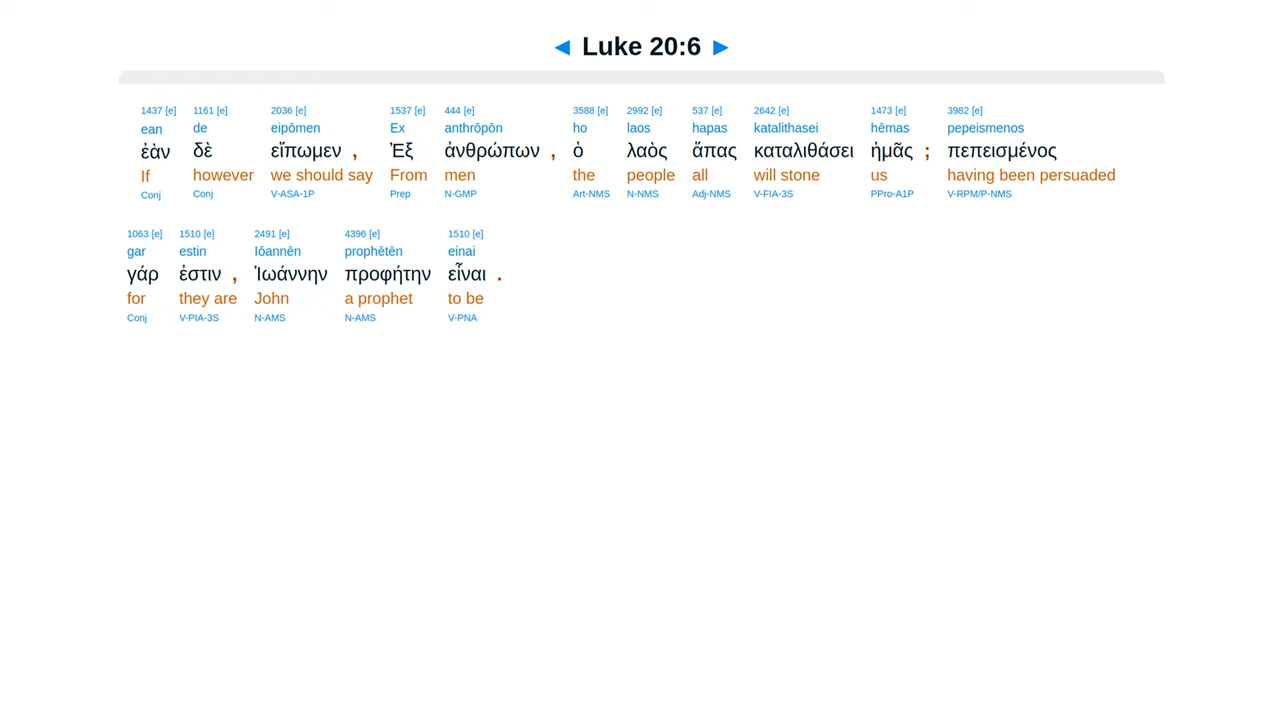 ◄ Luke 20:6 ►
1437 [e] 1161 [e] 2036 [e] 1537 [e] 444 [e] 3588 [e] 2992 [e] 537 [e] 2642 [e] 1473 [e] 3982 [e]
ean de eipōmen Ex anthrōpōn ho laos hapas katalithasei hēmas pepeismenos
ἐὰν δὲ εἴπωμεν , Ἐξ ἀνθρώπων , ὁ λαὸς ἅπας καταλιθάσει ἡμᾶς ; πεπεισμένος
If however we should say From men the people all will stone us having been persuaded
Conj Conj V-ASA-1P Prep N-GMP Art-NMS N-NMS Adj-NMS V-FIA-3S PPro-A1P V-RPM/P-NMS
1063 [e] 1510 [e] 2491 [e] 4396 [e] 1510 [e]
gar estin Iōannēn prophētēn einai
γάρ ἐστιν , Ἰωάννην προφήτην εἶναι .
for they are John a prophet to be
Conj V-PIA-3S N-AMS N-AMS V-PNA